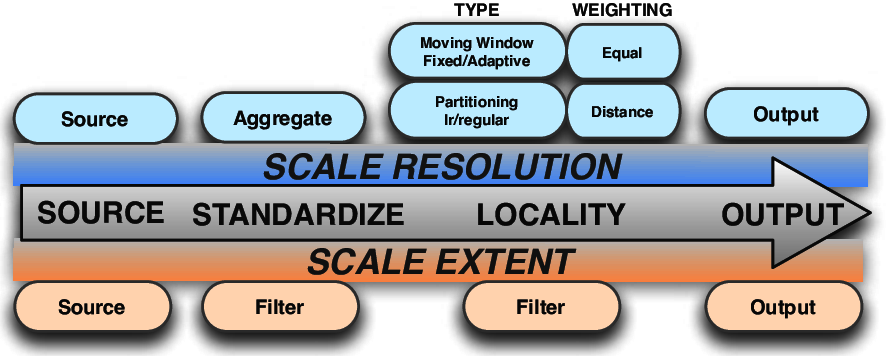 TYPE WEIGHTING
Moving Window
Fixed/Adaptive
Equal
Partitioning
Ir/regular
Distance
Source
Aggregate
Output
SCALE RESOLUTION
SOURCE STANDARDIZE LOCALITY OUTPUT
SCALE EXTENT
Source
Filter
Filter
Output